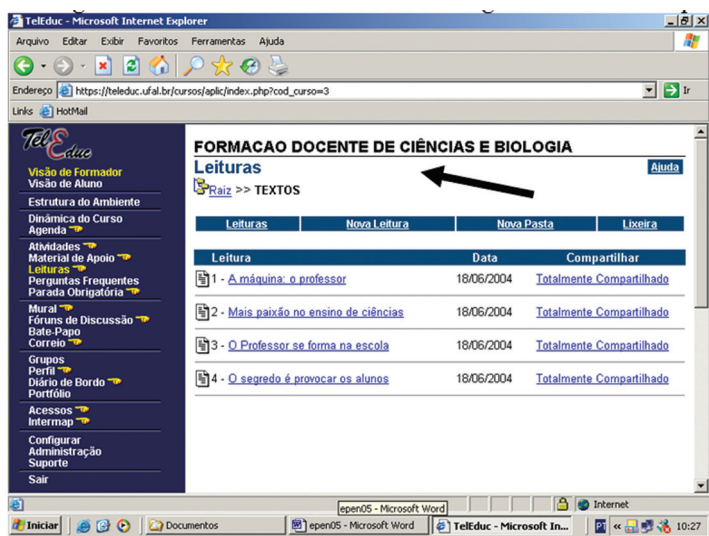 TelEduc - Microsoft Internet Explorer
Arquivo Editar Exibir Favoritos Ferramentas Ajuda
Endereço https://teleduc.ufal.br/cursos/aplic/index.php?cod_curso=3 Ir
Links HotMail
TelEduc
Visão de Formador
Visão de Aluno
Estrutura do Ambiente
Dinâmica do Curso
Agenda
Atividades
Material de Apoio
Leituras
Perguntas Frequentes
Parada Obrigatória
Mural
Fóruns de Discussão
Bate-Papo
Correio
Grupos
Perfil
Diário de Bordo
Portfólio
Acessos
Intermap
Configurar
Administração
Suporte
Sair
FORMACAO DOCENTE DE CIÊNCIAS E BIOLOGIA
Leituras Ajuda
Raiz >> TEXTOS
Leituras Nova Leitura Nova Pasta Lixeira
Leitura Data Compartilhar
1 - A máquina: o professor 18/06/2004 Totalmente Compartilhado
2 - Mais paixão no ensino de ciências 18/06/2004 Totalmente Compartilhado
3 - O Professor se forma na escola 18/06/2004 Totalmente Compartilhado
4 - O segredo é provocar os alunos 18/06/2004 Totalmente Compartilhado
epen05 - Microsoft Word
Internet
Iniciar Documentos epen05 - Microsoft Word TelEduc - Microsoft In... PT « 10:27